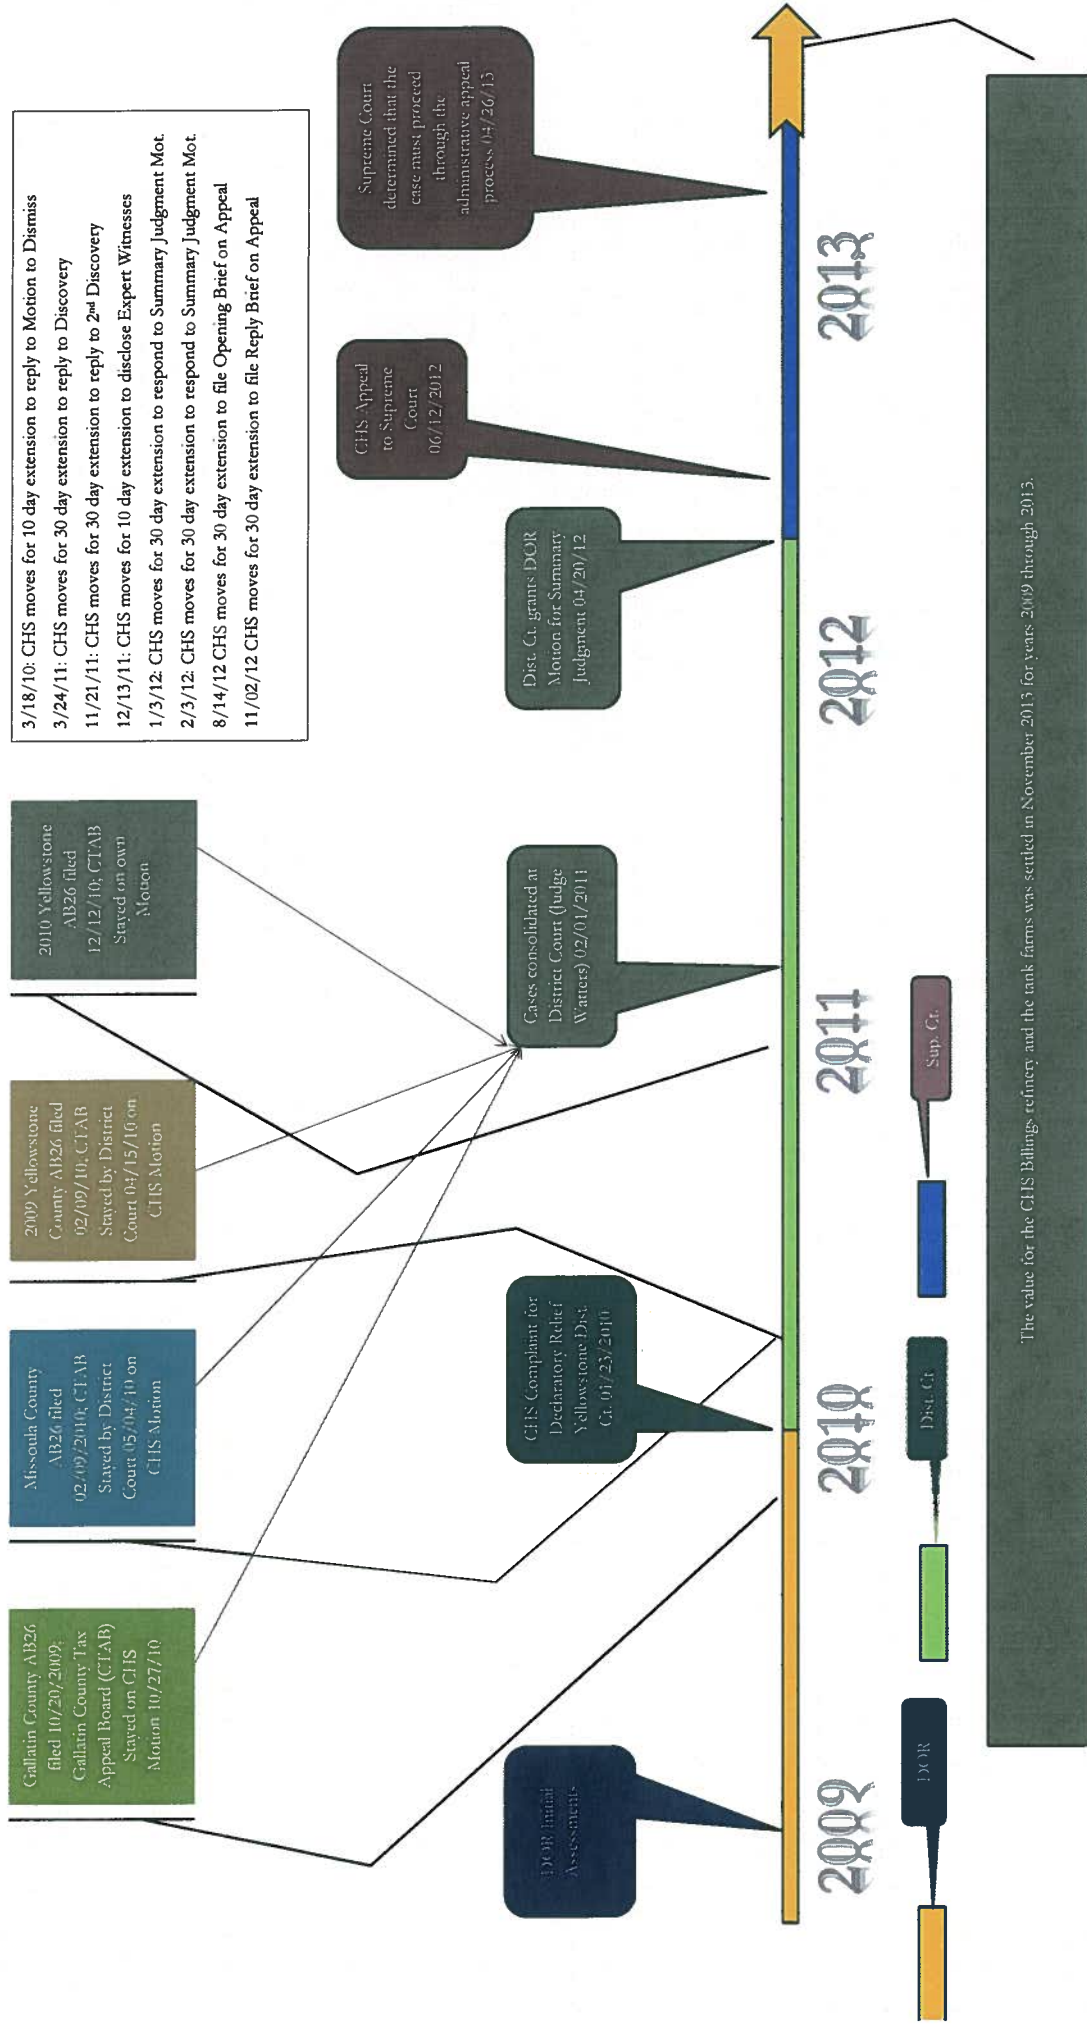 Gallatin County AB26
filed 10/20/2009;
Gallatin County Tax
Appeal Board (CTAB)
Stayed on CHS
Motion 10/27/10
Missoula County
AB26 filed
02/09/2010; CTAB
Stayed by District
Court 05/04/10 on
CHS Motion
2009 Yellowstone
County AB26 filed
02/09/10; CTAB
Stayed by District
Court 04/15/10 on
CHS Motion
2010 Yellowstone
AB26 filed
12/12/10; CTAB
Stayed on own
Motion
3/18/10: CHS moves for 10 day extension to reply to Motion to Dismiss
3/24/11: CHS moves for 30 day extension to reply to Discovery
11/21/11: CHS moves for 30 day extension to reply to 2nd Discovery
12/13/11: CHS moves for 10 day extension to disclose Expert Witnesses
1/3/12: CHS moves for 30 day extension to respond to Summary Judgment Mot.
2/3/12: CHS moves for 30 day extension to respond to Summary Judgment Mot.
8/14/12 CHS moves for 30 day extension to file Opening Brief on Appeal
11/02/12 CHS moves for 30 day extension to file Reply Brief on Appeal
DOR Initial
Assessments
CHS Complaint for
Declaratory Relief
Yellowstone Dist.
Ct. 01/23/2010
Cases consolidated at
District Court (Judge
Watters) 02/01/2011
Dist. Ct. grants DOR
Motion for Summary
Judgment 04/20/12
CHS Appeal
to Supreme
Court
06/12/2012
Supreme Court
determined that the
case must proceed
through the
administrative appeal
process 04/26/13
2009
2010
2011
2012
2013
DOR
Dist. Ct
Sup. Ct.
The value for the CHS Billings refinery and the tank farms was settled in November 2013 for years 2009 through 2013.